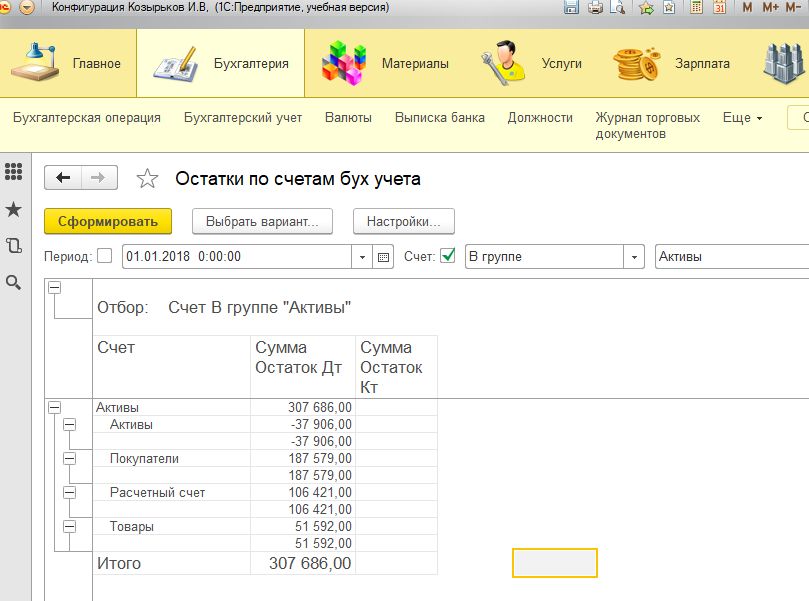 Конфигурация Козырьков И.В, (1С:Предприятие, учебная версия)
31 M M+ M-
Главное Бухгалтерия Материалы Услуги Зарплата
Бухгалтерская операция Бухгалтерский учет Валюты Выписка банка Должности Журнал торговых документов Еще
Остатки по счетам бух учета
Сформировать Выбрать вариант... Настройки...
Период: 01.01.2018 0:00:00 Счет: В группе Активы
Отбор: Счет В группе "Активы"
Счет Сумма Остаток Дт Сумма Остаток Кт
Активы 307 686,00
Активы -37 906,00
-37 906,00
Покупатели 187 579,00
187 579,00
Расчетный счет 106 421,00
106 421,00
Товары 51 592,00
51 592,00
Итого 307 686,00